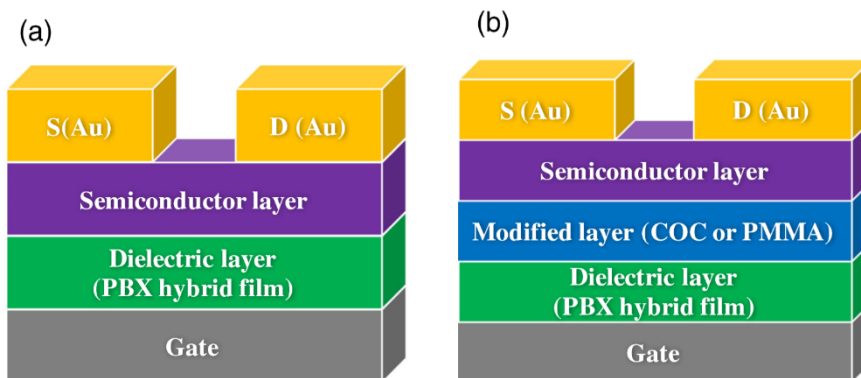 (a)
S(Au)
D (Au)
Semiconductor layer
Dielectric layer
(PBX hybrid film)
Gate
(b)
S (Au)
D (Au)
Semiconductor layer
Modified layer (COC or PMMA)
Dielectric layer
(PBX hybrid film)
Gate